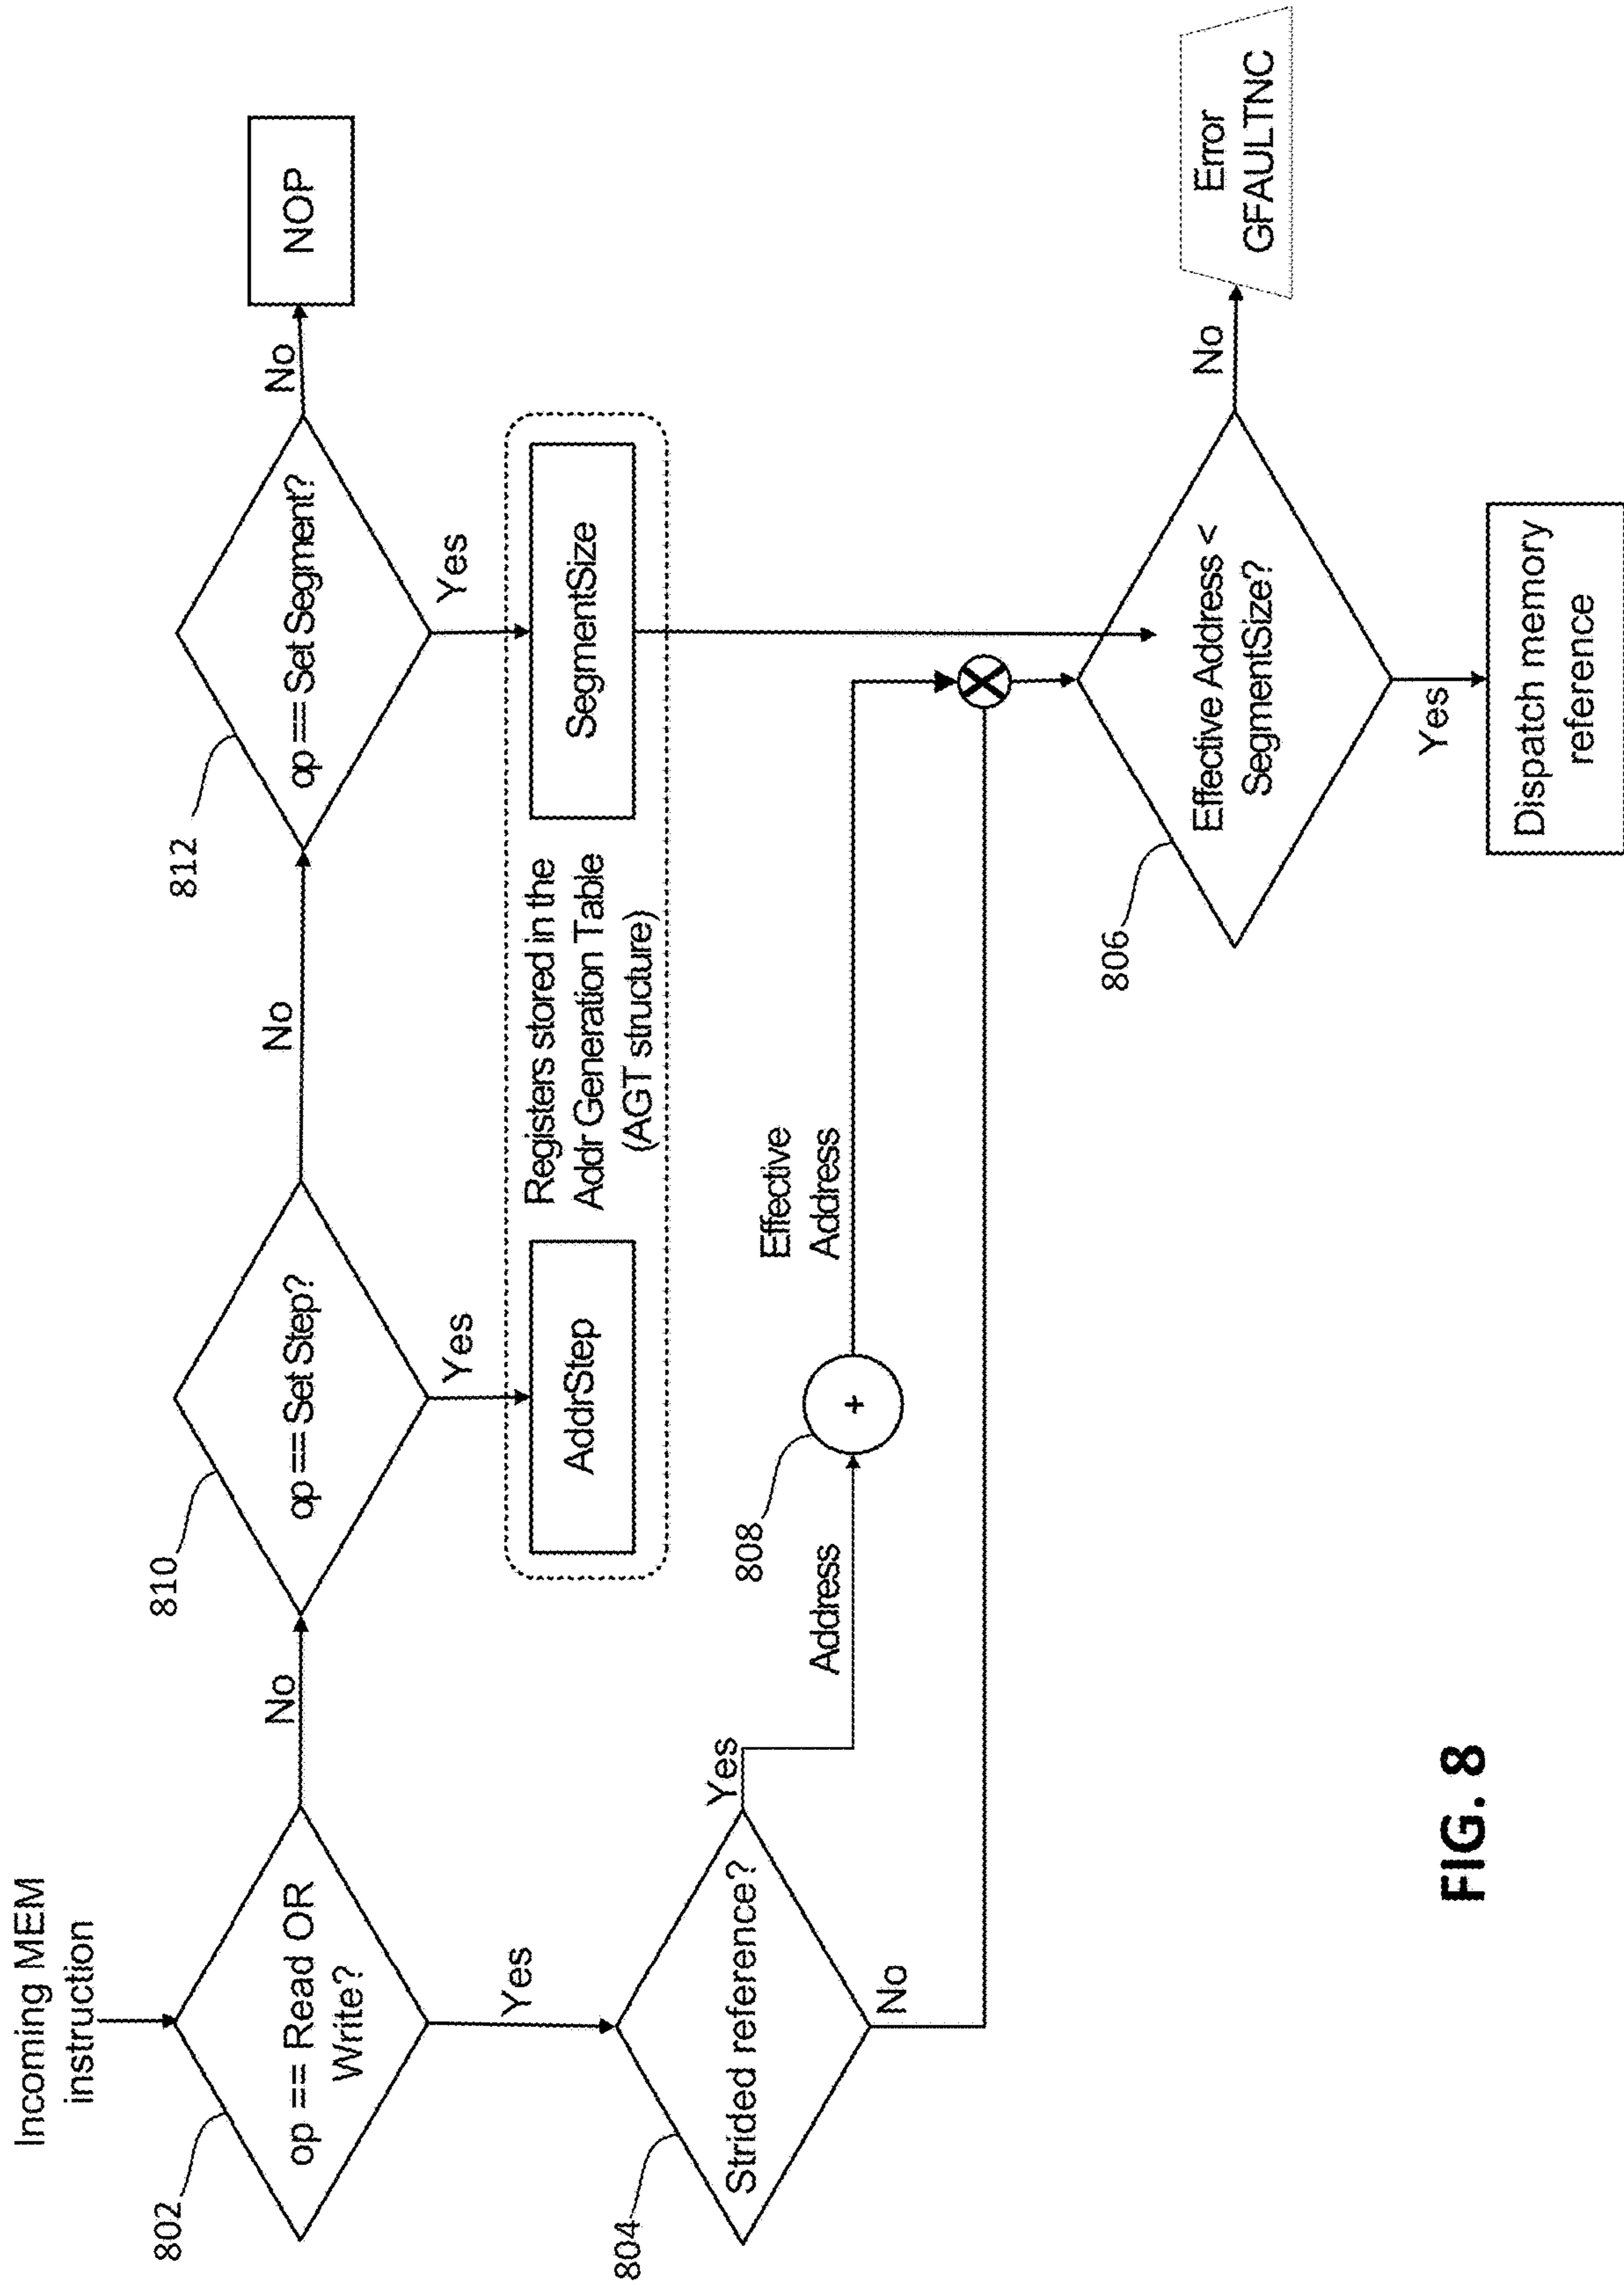 Incoming MEM
instruction
802
op == Read OR
Write?
No
Yes
810
op == Set Step?
No
Yes
812
op == Set Segment?
No
Yes
NOP
AddrStep
Registers stored in the
Addr Generation Table
(AGT structure)
SegmentSize
804
Strided reference?
Yes
No
Address
808
+
Effective
Address
806
Effective Address <
SegmentSize?
No
Yes
Error
GFAULTNC
Dispatch memory
reference
FIG. 8